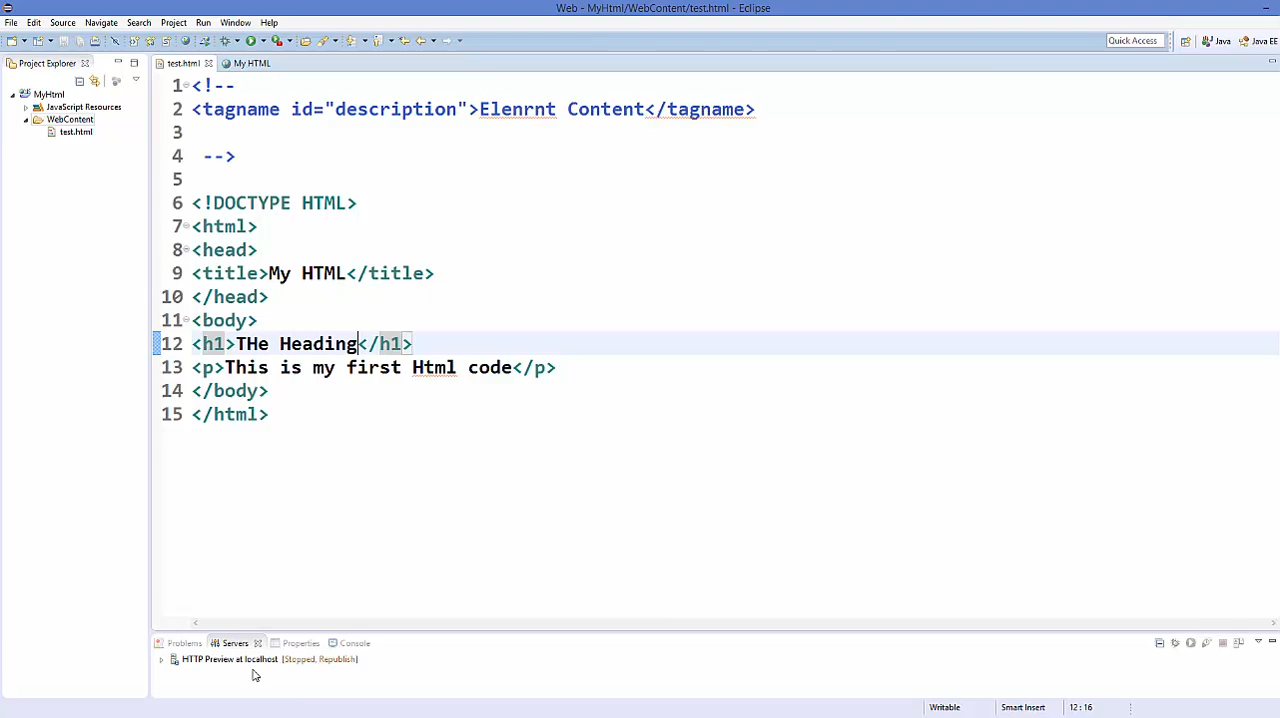 Web - MyHtml/WebContent/test.html - Eclipse
File Edit Source Navigate Search Project Run Window Help
Quick Access Java Java EE
Project Explorer
test.html My HTML
MyHtml
JavaScript Resources
WebContent
test.html
1 <!--
2 <tagname id="description">Elenrnt Content</tagname>
3
4 -->
5
6 <!DOCTYPE HTML>
7 <html>
8 <head>
9 <title>My HTML</title>
10 </head>
11 <body>
12 <h1>THe Heading</h1>
13 <p>This is my first Html code</p>
14 </body>
15 </html>
Problems Servers Properties Console
HTTP Preview at localhost [Stopped, Republish]
Writable Smart Insert 12 : 16